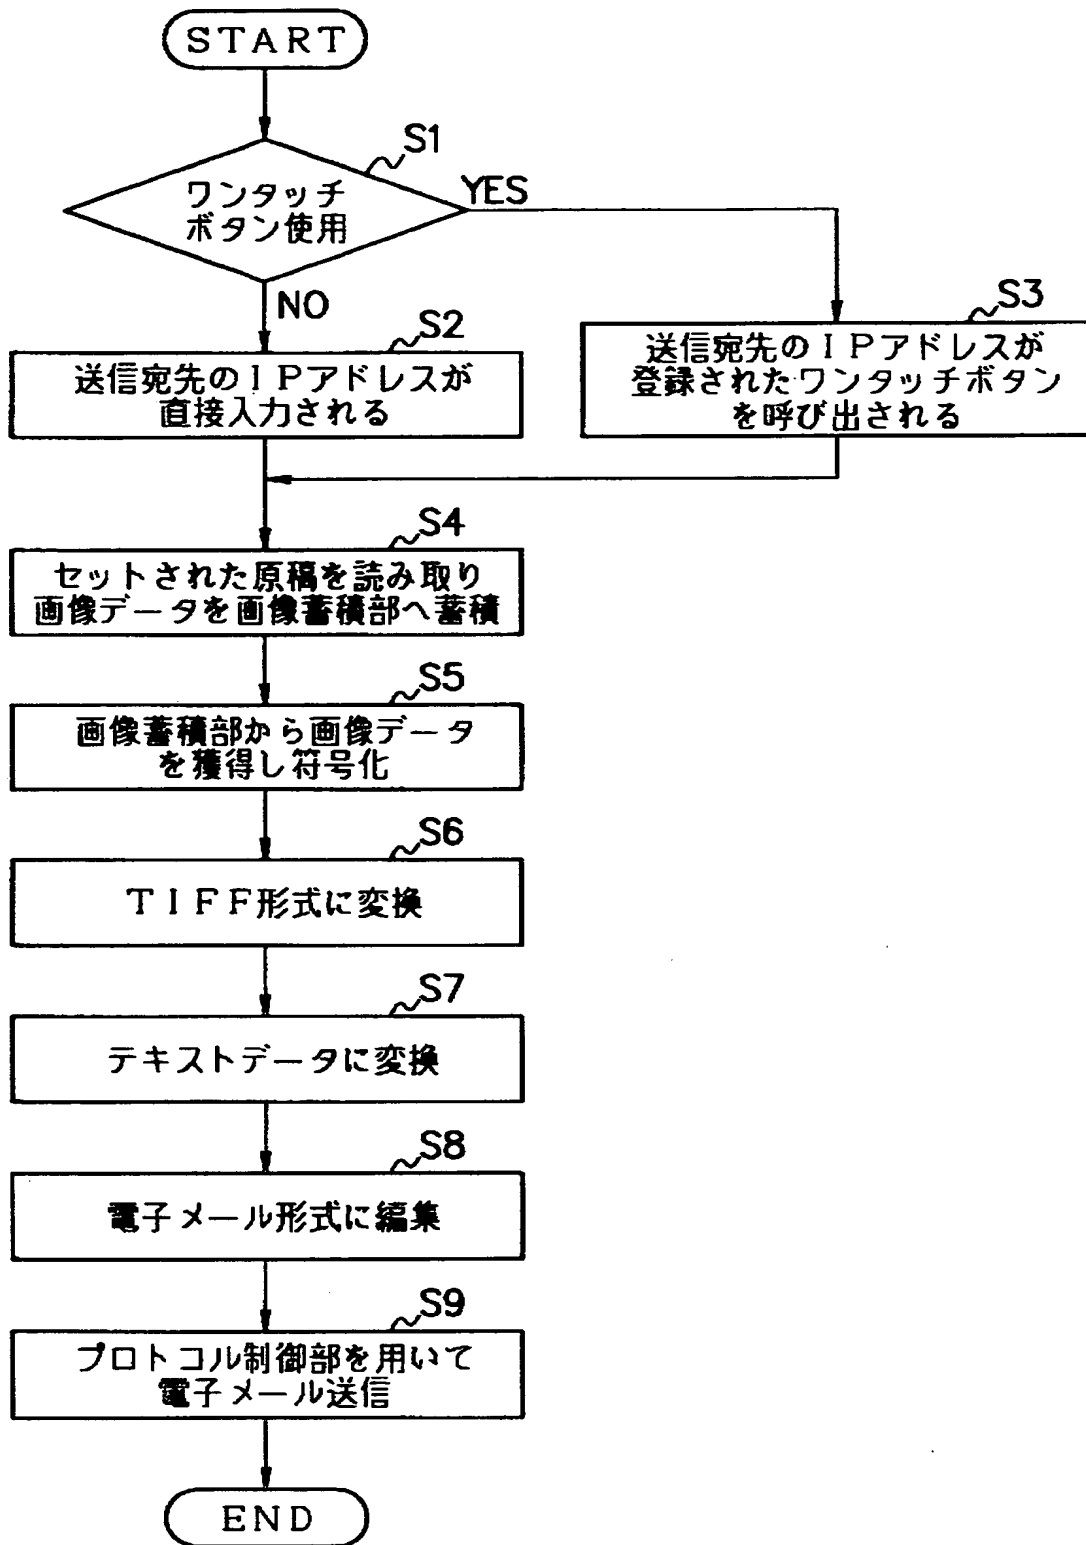 START
S1
ワンタッチ
ボタン使用
YES
NO
S2
送信宛先のIPアドレスが
直接入力される
S3
送信宛先のIPアドレスが
登録されたワンタッチボタン
を呼び出される
S4
セットされた原稿を読み取り
画像データを画像蓄積部へ蓄積
S5
画像蓄積部から画像データ
を獲得し符号化
S6
TIFF形式に変換
S7
テキストデータに変換
S8
電子メール形式に編集
S9
プロトコル制御部を用いて
電子メール送信
END